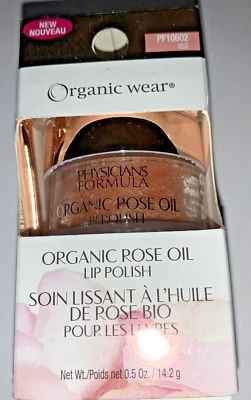 NEW
NOUVEAU
PF10602
ROSE
Organic wear®
PHYSICIANS
FORMULA
ORGANIC ROSE OIL
LIP POLISH
ORGANIC ROSE OIL
LIP POLISH
SOIN LISSANT À L'HUILE
DE ROSE BIO
POUR LES LÈVRES
Net Wt./Poids net 0.5 Oz. / 14.2 g